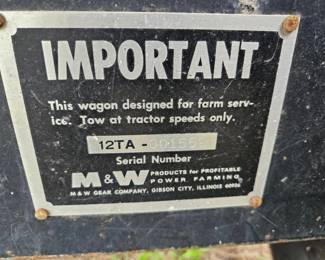 IMPORTANT
This wagon designed for farm serv-
ice. Tow at tractor speeds only.
12TA -
Serial Number
M&W PRODUCTS for PROFITABLE
POWER FARMING
M & W GEAR COMPANY, GIBSON CITY, ILLINOIS 60936